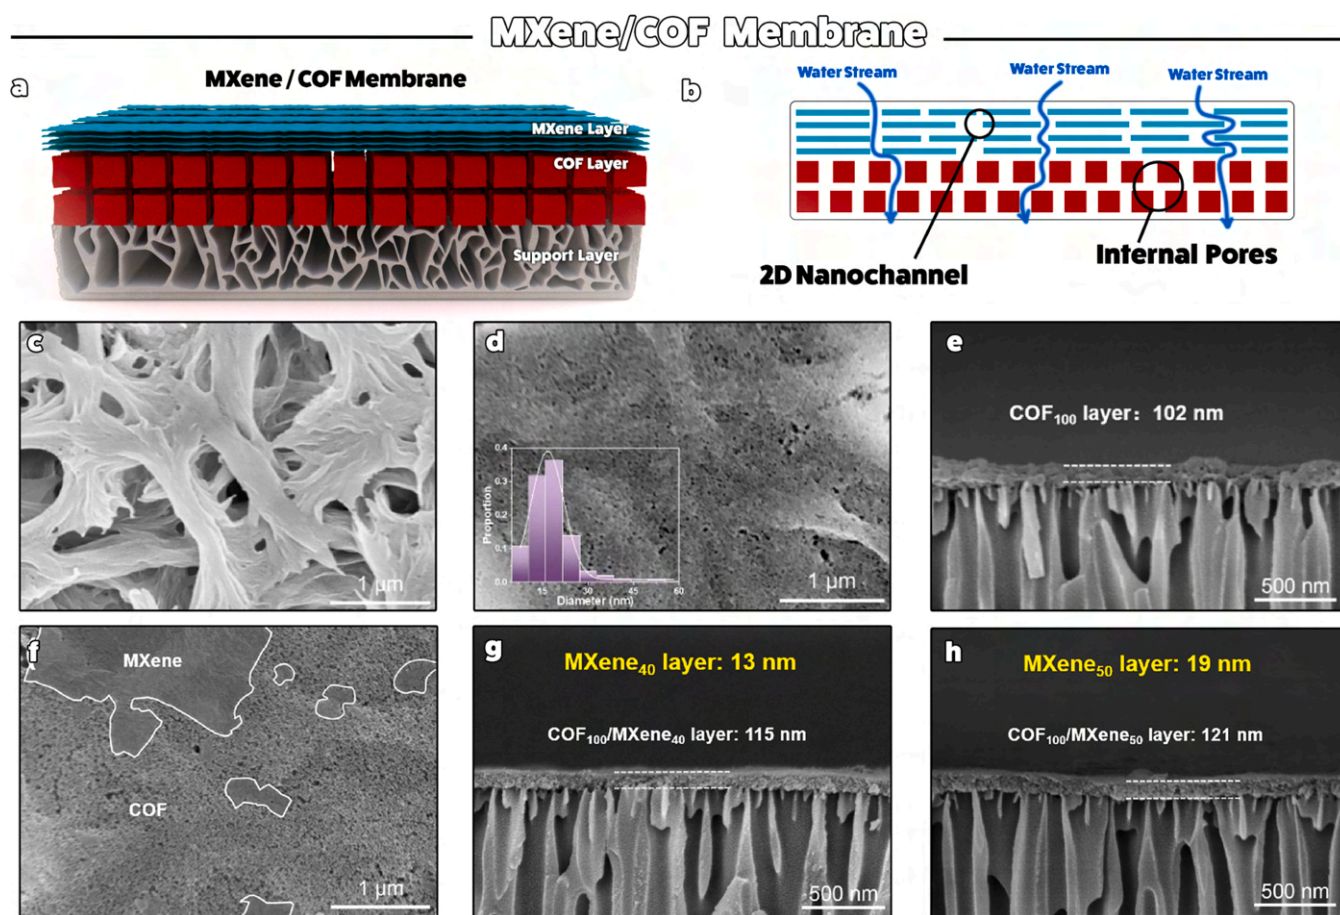 MXene/COF Membrane
a
MXene / COF Membrane
MXene Layer
COF Layer
Support Layer
b
Water Stream
Water Stream
Water Stream
2D Nanochannel
Internal Pores
c
1 µm
d
0.4
0.3
0.2
0.1
0.0
Proportion
15 30 45 60
Diameter (nm)
1 µm
e
COF₁₀₀ layer: 102 nm
500 nm
f
MXene
COF
1 µm
g
MXene₄₀ layer: 13 nm
COF₁₀₀/MXene₄₀ layer: 115 nm
500 nm
h
MXene₅₀ layer: 19 nm
COF₁₀₀/MXene₅₀ layer: 121 nm
500 nm